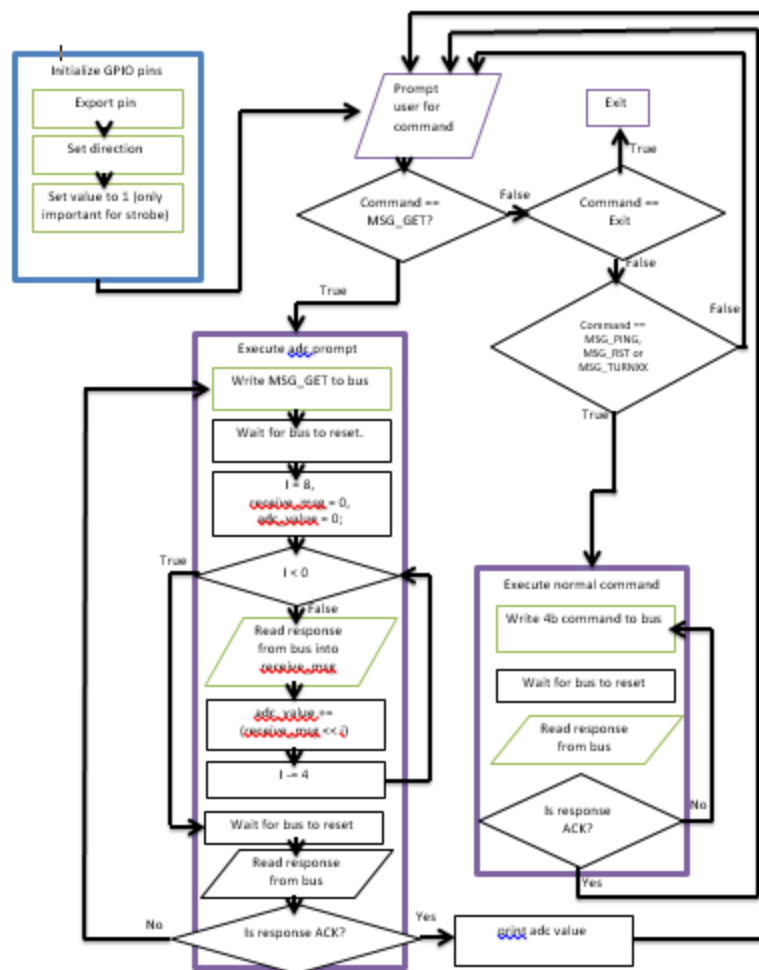 Initialize GPIO pins
Export pin
Set direction
Set value to 1 (only
important for strobe)
Prompt
user for
command
Exit
True
Command ==
MSG_GET?
False
Command ==
Exit
False
True
Command ==
MSG_PING,
MSG_RST or
MSG_TURNXX
False
True
Execute adc prompt
Write MSG_GET to bus
Wait for bus to reset.
I = 8,
receive_msg = 0,
adc_value = 0;
True
I < 0
False
Read response
from bus into
receive_msg
adc_value +=
(receive_msg << i)
I -= 4
Wait for bus to reset
Read response
from bus
No
Is response ACK?
Yes
print adc value
Execute normal command
Write 4b command to bus
Wait for bus to reset
Read response
from bus
Is response
ACK?
No
Yes